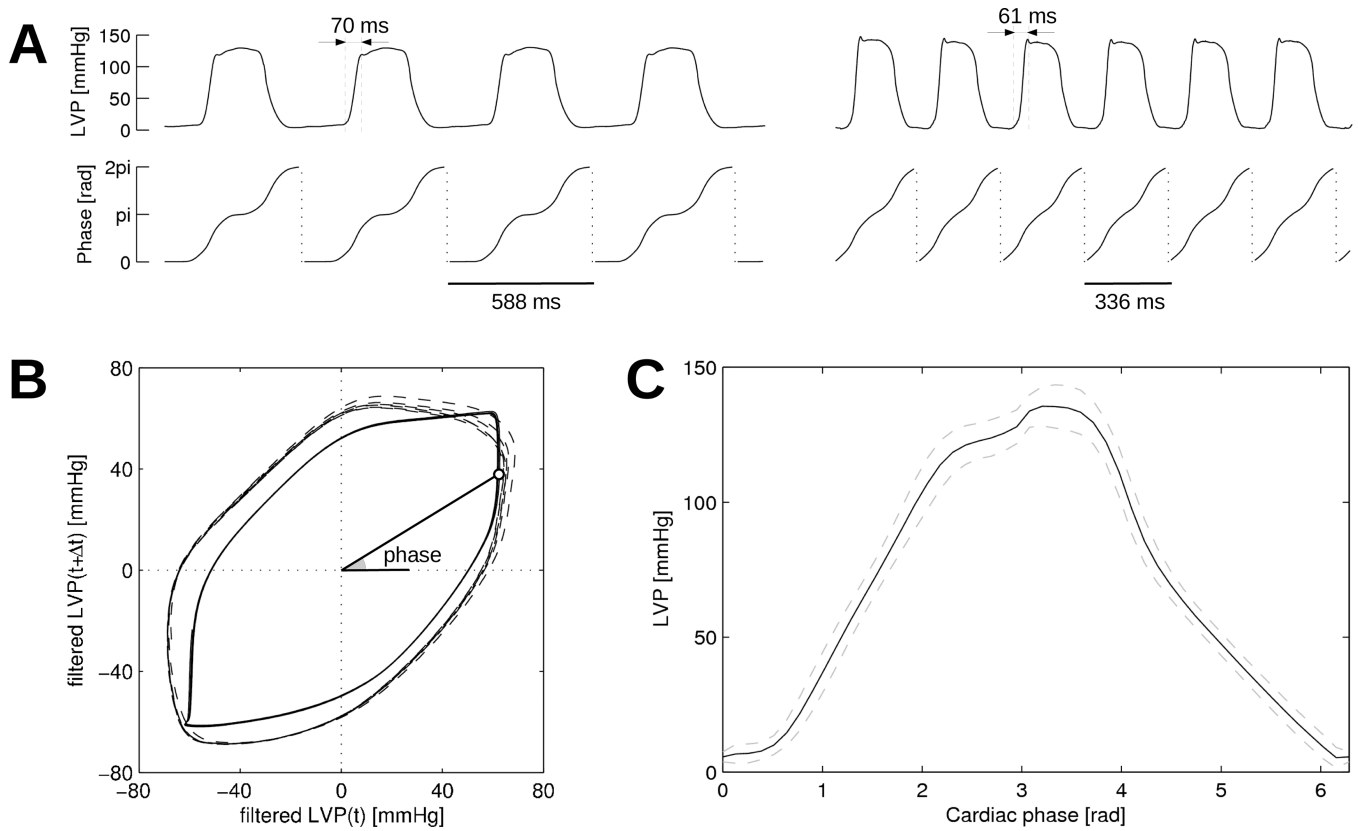 A
LVP [mmHg]
150
100
50
0
70 ms
61 ms
Phase [rad]
2pi
pi
0
588 ms
336 ms
B
filtered LVP(t+Δt) [mmHg]
80
40
0
−40
−80
phase
−80 −40 0 40 80
filtered LVP(t) [mmHg]
C
LVP [mmHg]
150
100
50
0
0 1 2 3 4 5 6
Cardiac phase [rad]